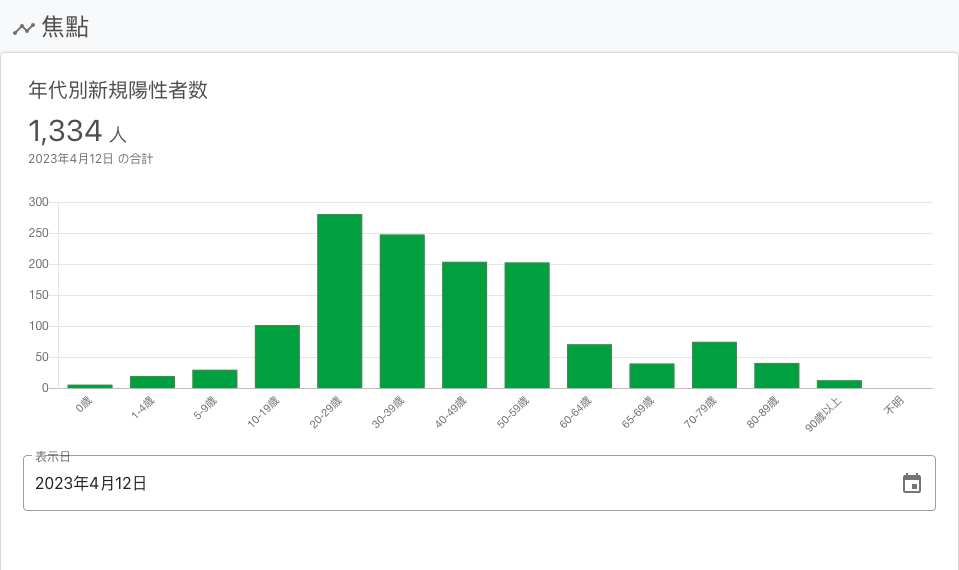 焦點
年代別新規陽性者数
1,334 人
2023年4月12日 の合計
300
250
200
150
100
50
0
0歳
1-4歳
5-9歳
10-19歳
20-29歳
30-39歳
40-49歳
50-59歳
60-64歳
65-69歳
70-79歳
80-89歳
90歳以上
不明
表示日
2023年4月12日